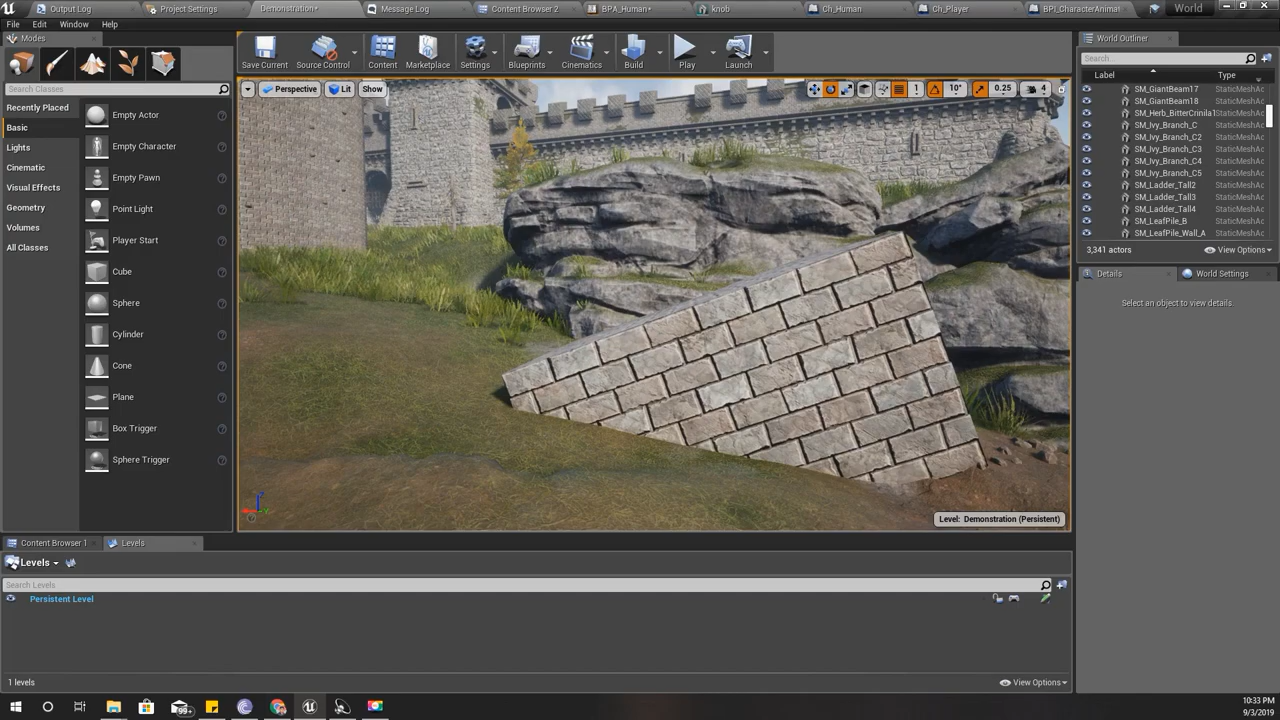 Output Log
Project Settings
Demonstration*
Message Log
Content Browser 2
BPA_Human*
knob
Ch_Human
Ch_Player
BPI_CharacterAnimat
World
File Edit Window Help
Modes
Search Classes
Recently Placed
Basic
Lights
Cinematic
Visual Effects
Geometry
Volumes
All Classes
Empty Actor
Empty Character
Empty Pawn
Point Light
Player Start
Cube
Sphere
Cylinder
Cone
Plane
Box Trigger
Sphere Trigger
Save Current
Source Control
Content
Marketplace
Settings
Blueprints
Cinematics
Build
Play
Launch
Perspective
Lit
Show
1
10°
0.25
4
Level: Demonstration (Persistent)
World Outliner
Search...
Label Type
SM_GiantBeam17 StaticMeshAc
SM_GiantBeam18 StaticMeshAc
SM_Herb_BitterCrinila1 StaticMeshAc
SM_Ivy_Branch_C StaticMeshAc
SM_Ivy_Branch_C2 StaticMeshAc
SM_Ivy_Branch_C3 StaticMeshAc
SM_Ivy_Branch_C4 StaticMeshAc
SM_Ivy_Branch_C5 StaticMeshAc
SM_Ladder_Tall2 StaticMeshAc
SM_Ladder_Tall3 StaticMeshAc
SM_Ladder_Tall4 StaticMeshAc
SM_LeafPile_B StaticMeshAc
SM_LeafPile_Wall_A StaticMeshAc
3,341 actors View Options
Details
World Settings
Select an object to view details.
Content Browser 1
Levels
Levels
Search Levels
Persistent Level
1 levels
View Options
99+
10:33 PM
9/3/2019